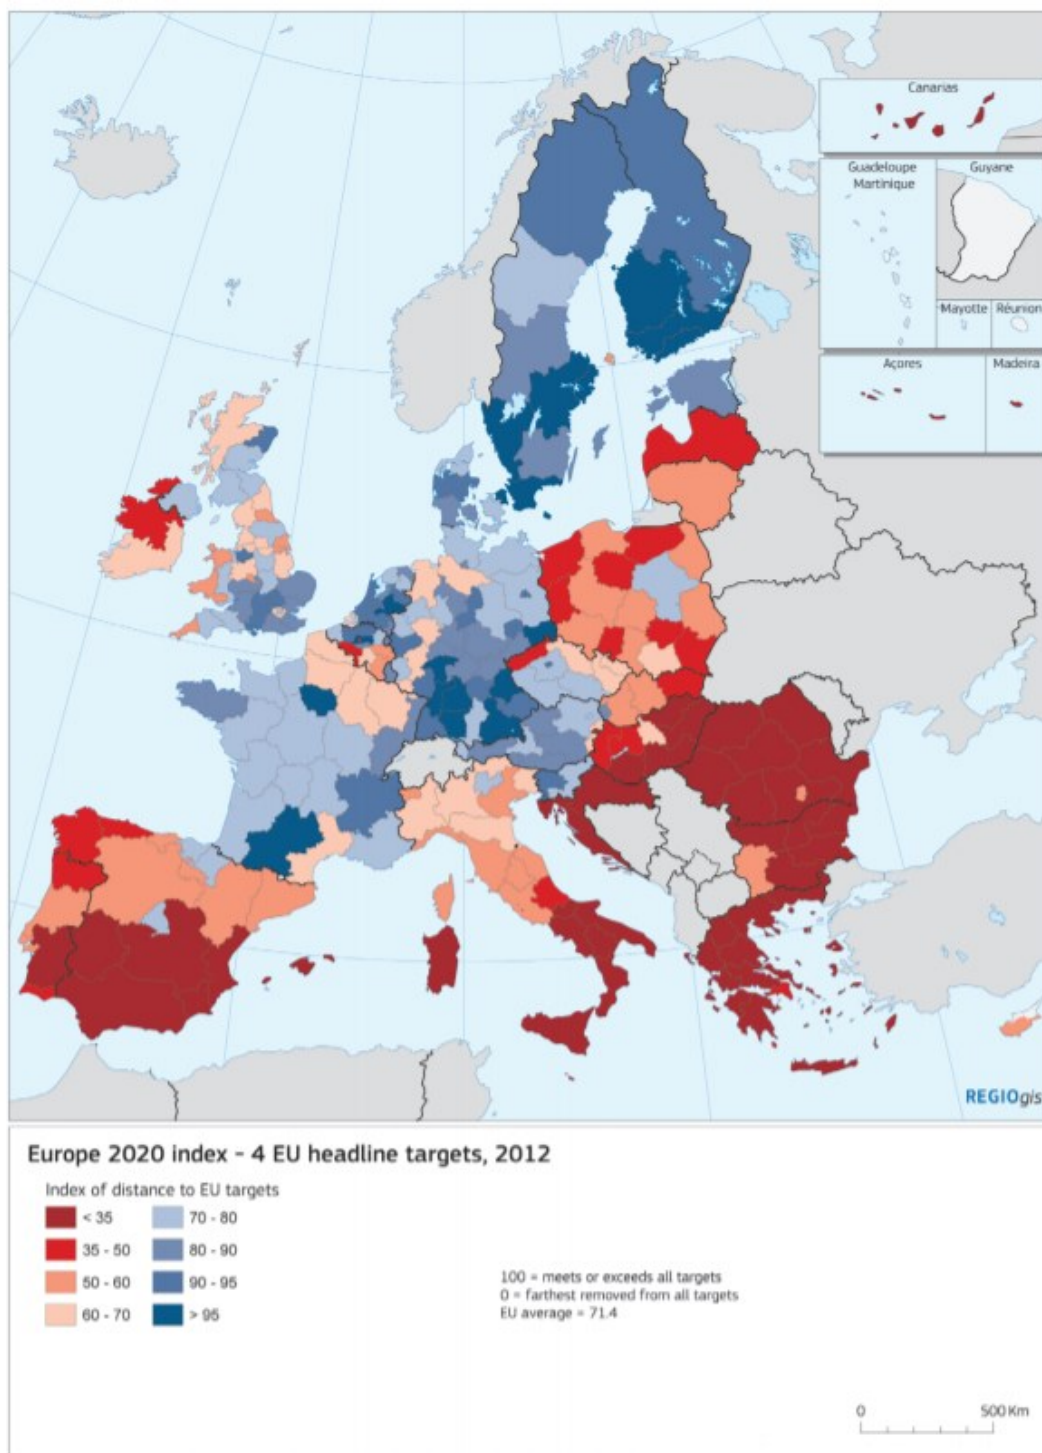 Canarias
Guadeloupe
Martinique
Guyane
Mayotte
Réunion
Açores
Madeira
REGIOgis
Europe 2020 index - 4 EU headline targets, 2012
Index of distance to EU targets
< 35
70 - 80
35 - 50
80 - 90
50 - 60
90 - 95
60 - 70
> 95
100 = meets or exceeds all targets
0 = farthest removed from all targets
EU average = 71.4
0 500 Km